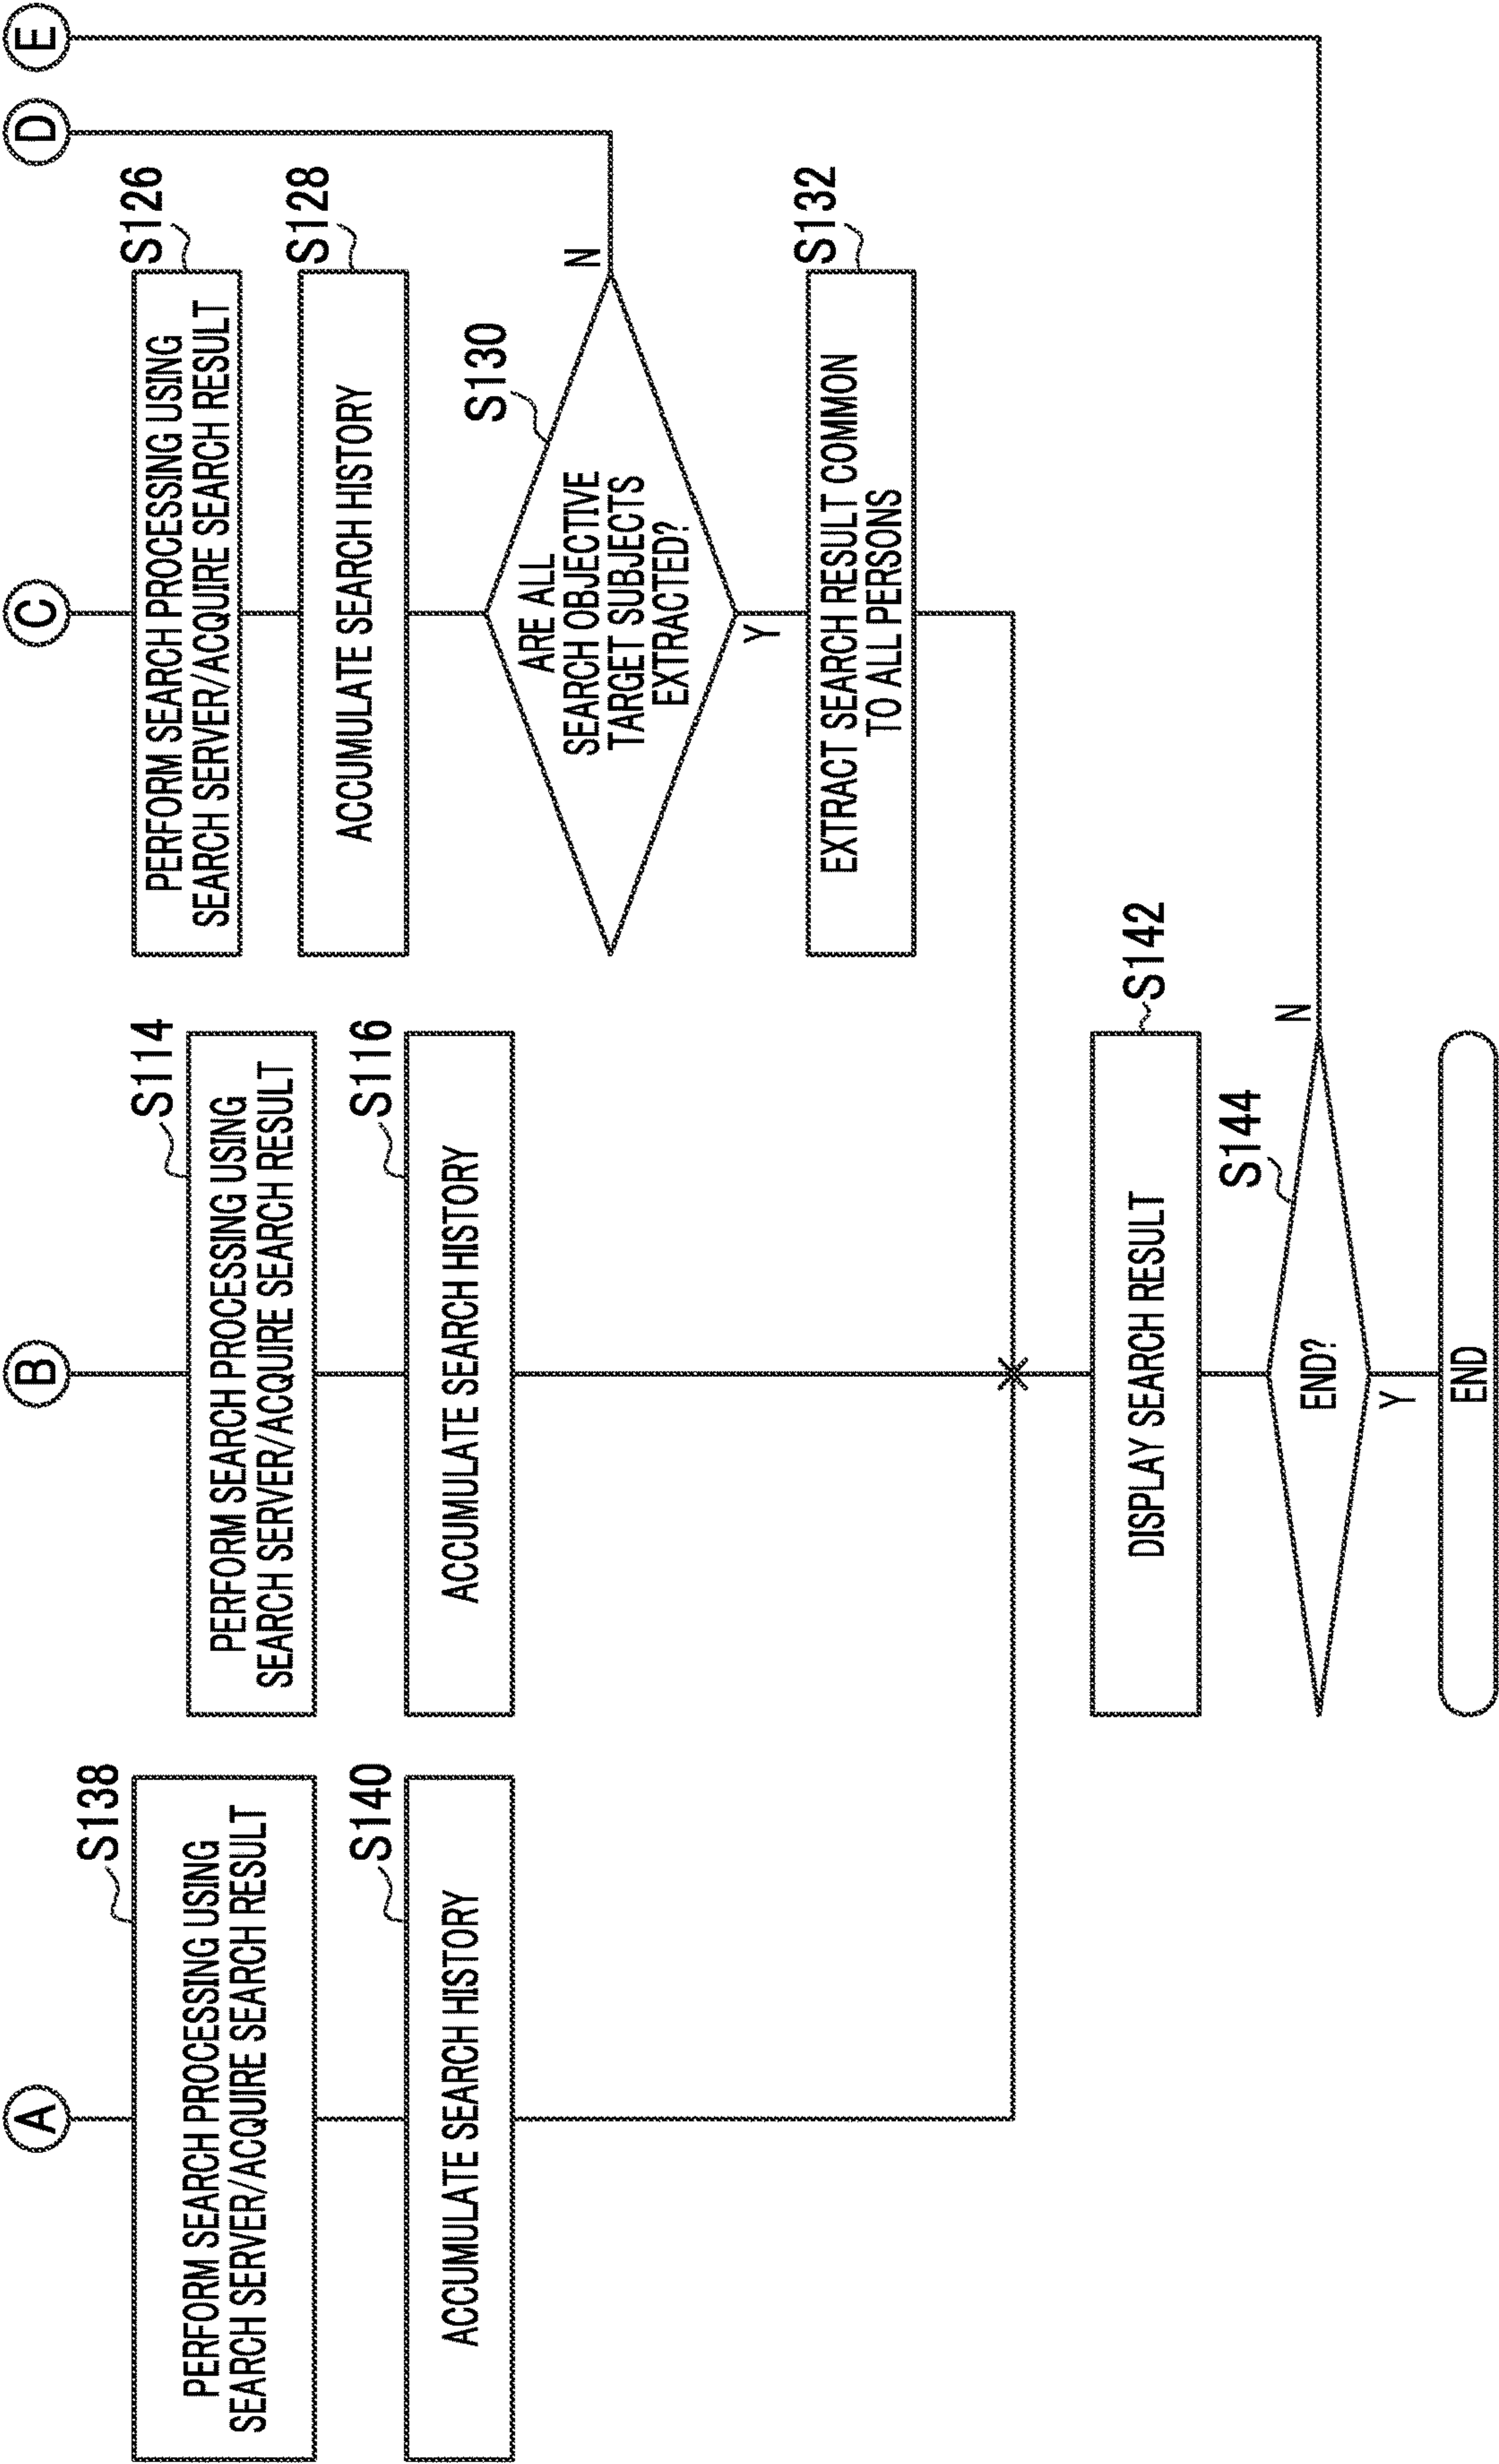 A
B
C
D
E
S138
PERFORM SEARCH PROCESSING USING
SEARCH SERVER/ACQUIRE SEARCH RESULT
S140
ACCUMULATE SEARCH HISTORY
S114
PERFORM SEARCH PROCESSING USING
SEARCH SERVER/ACQUIRE SEARCH RESULT
S116
ACCUMULATE SEARCH HISTORY
S126
PERFORM SEARCH PROCESSING USING
SEARCH SERVER/ACQUIRE SEARCH RESULT
S128
ACCUMULATE SEARCH HISTORY
S130
ARE ALL
SEARCH OBJECTIVE
TARGET SUBJECTS
EXTRACTED?
N
Y
S132
EXTRACT SEARCH RESULT COMMON
TO ALL PERSONS
S142
DISPLAY SEARCH RESULT
S144
END?
N
Y
END